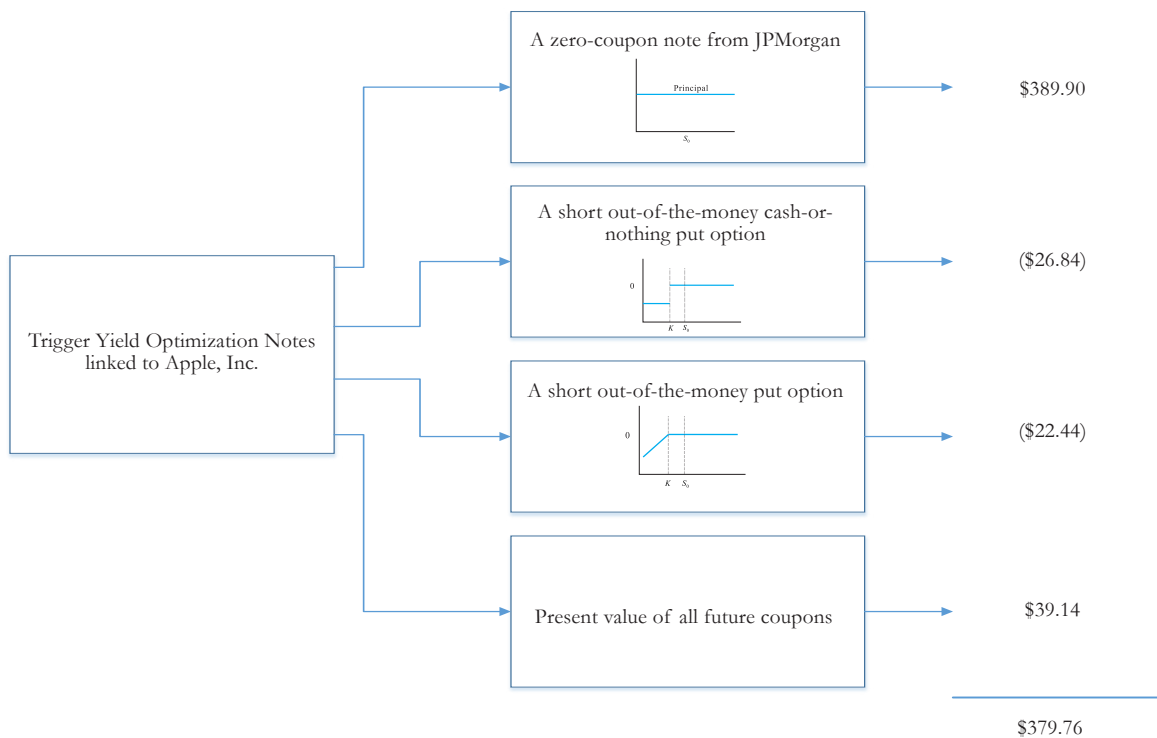 A zero-coupon note from JPMorgan
Principal
S0
$389.90
A short out-of-the-money cash-or-
nothing put option
0
K
S0
($26.84)
Trigger Yield Optimization Notes
linked to Apple, Inc.
A short out-of-the-money put option
0
K
S0
($22.44)
Present value of all future coupons
$39.14
$379.76